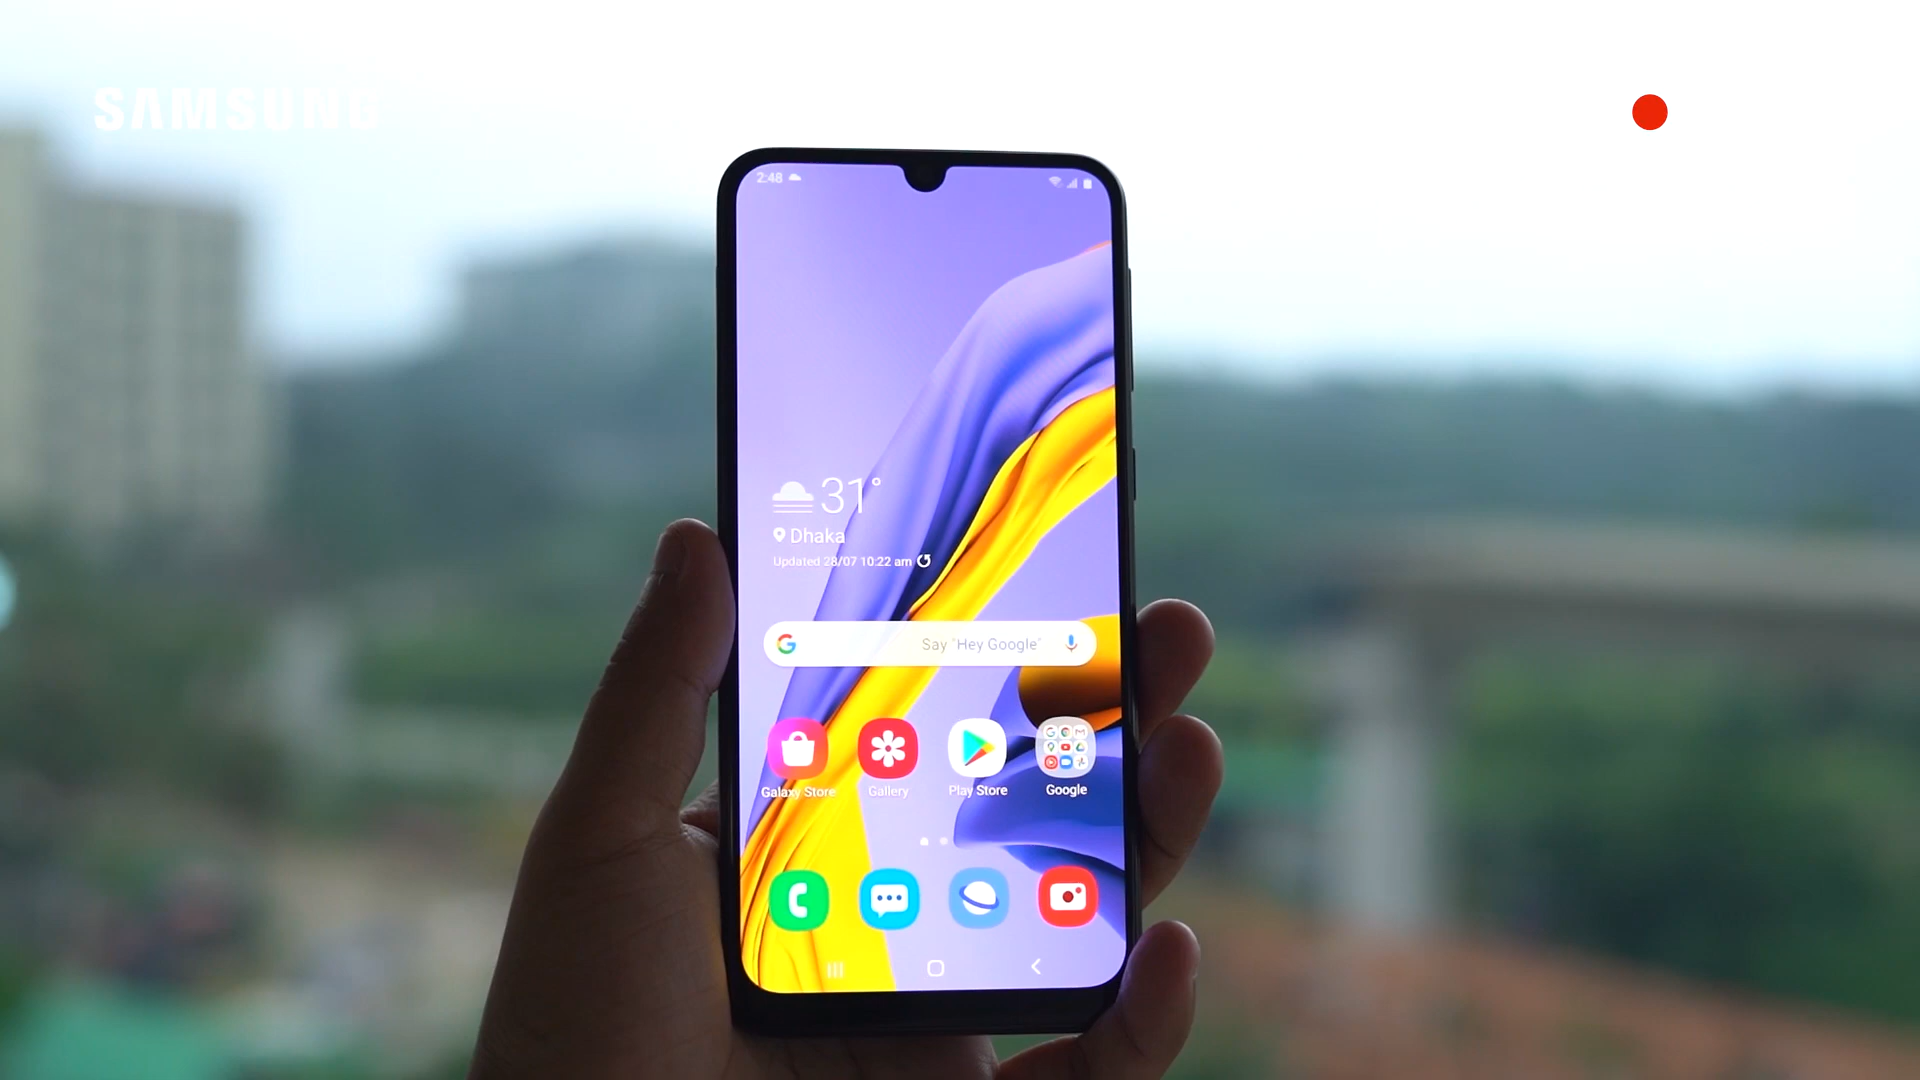 SAMSUNG
2:48
31°
Dhaka
Updated 28/07 10:22 am
Say "Hey Google"
Galaxy Store
Gallery
Play Store
Google